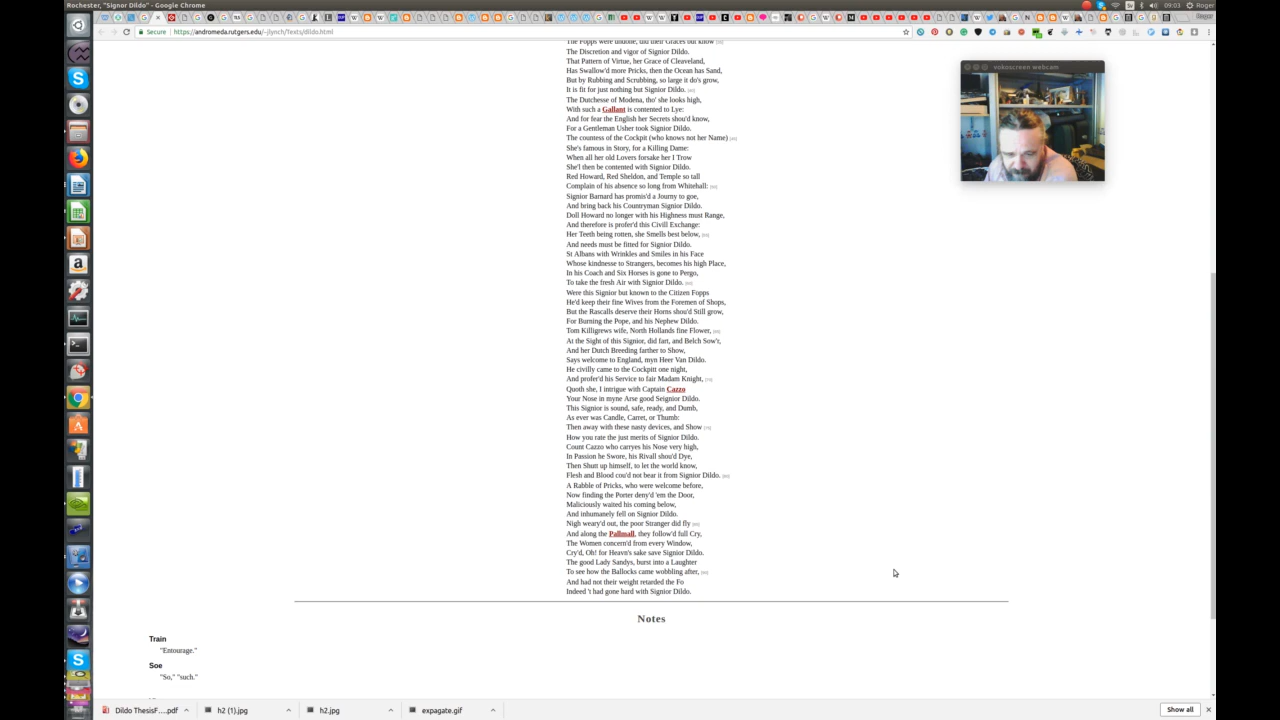 Rochester, "Signor Dildo" - Google Chrome
09:03
Roger
Roger
Secure
https://andromeda.rutgers.edu/~jlynch/Texts/dildo.html
vokoscreen webcam
The Fopps were undone, did their Graces but know
The Discretion and vigor of Signior Dildo.
That Pattern of Virtue, her Grace of Cleaveland,
Has Swallow'd more Pricks, then the Ocean has Sand,
But by Rubbing and Scrubbing, so large it do's grow,
It is fit for just nothing but Signior Dildo.
The Dutchesse of Modena, tho' she looks high,
With such a Gallant is contented to Lye:
And for fear the English her Secrets shou'd know,
For a Gentleman Usher took Signior Dildo.
The countess of the Cockpit (who knows not her Name)
She's famous in Story, for a Killing Dame:
When all her old Lovers forsake her I Trow
She'l then be contented with Signior Dildo.
Red Howard, Red Sheldon, and Temple so tall
Complain of his absence so long from Whitehall:
Signior Barnard has promis'd a Journy to goe,
And bring back his Countryman Signior Dildo.
Doll Howard no longer with his Highness must Range,
And therefore is profer'd this Civill Exchange:
Her Teeth being rotten, she Smells best below,
And needs must be fitted for Signior Dildo.
St Albans with Wrinkles and Smiles in his Face
Whose kindness to Strangers, becomes his high Place,
In his Coach and Six Horses is gone to Pergo,
To take the fresh Air with Signior Dildo.
Were this Signior but known to the Citizen Fopps
He'd keep their fine Wives from the Foremen of Shops,
But the Rascalls deserve their Horns shou'd Still grow,
For Burning the Pope, and his Nephew Dildo.
Tom Killigrews wife, North Hollands fine Flower,
At the Sight of this Signior, did fart, and Belch Sow'r,
And her Dutch Breeding farther to Show,
Says welcome to England, myn Heer Van Dildo.
He civilly came to the Cockpitt one night,
And profer'd his Service to fair Madam Knight,
Quoth she, I intrigue with Captain Cazzo
Your Nose in myne Arse good Seignior Dildo.
This Signior is sound, safe, ready, and Dumb,
As ever was Candle, Carret, or Thumb:
Then away with these nasty devices, and Show
How you rate the just merits of Signior Dildo.
Count Cazzo who carryes his Nose very high,
In Passion he Swore, his Rivall shou'd Dye,
Then Shutt up himself, to let the world know,
Flesh and Blood cou'd not bear it from Signior Dildo.
A Rabble of Pricks, who were welcome before,
Now finding the Porter deny'd 'em the Door,
Maliciously waited his coming below,
And inhumanely fell on Signior Dildo.
Nigh weary'd out, the poor Stranger did fly
And along the Pallmall, they follow'd full Cry,
The Women concern'd from every Window,
Cry'd, Oh! for Heavn's sake save Signior Dildo.
The good Lady Sandys, burst into a Laughter
To see how the Ballocks came wobbling after,
And had not their weight retarded the Fo
Indeed 't had gone hard with Signior Dildo.
Notes
Train
"Entourage."
Soe
"So," "such."
Dildo ThesisF....pdf
h2 (1).jpg
h2.jpg
expagate.gif
Show all